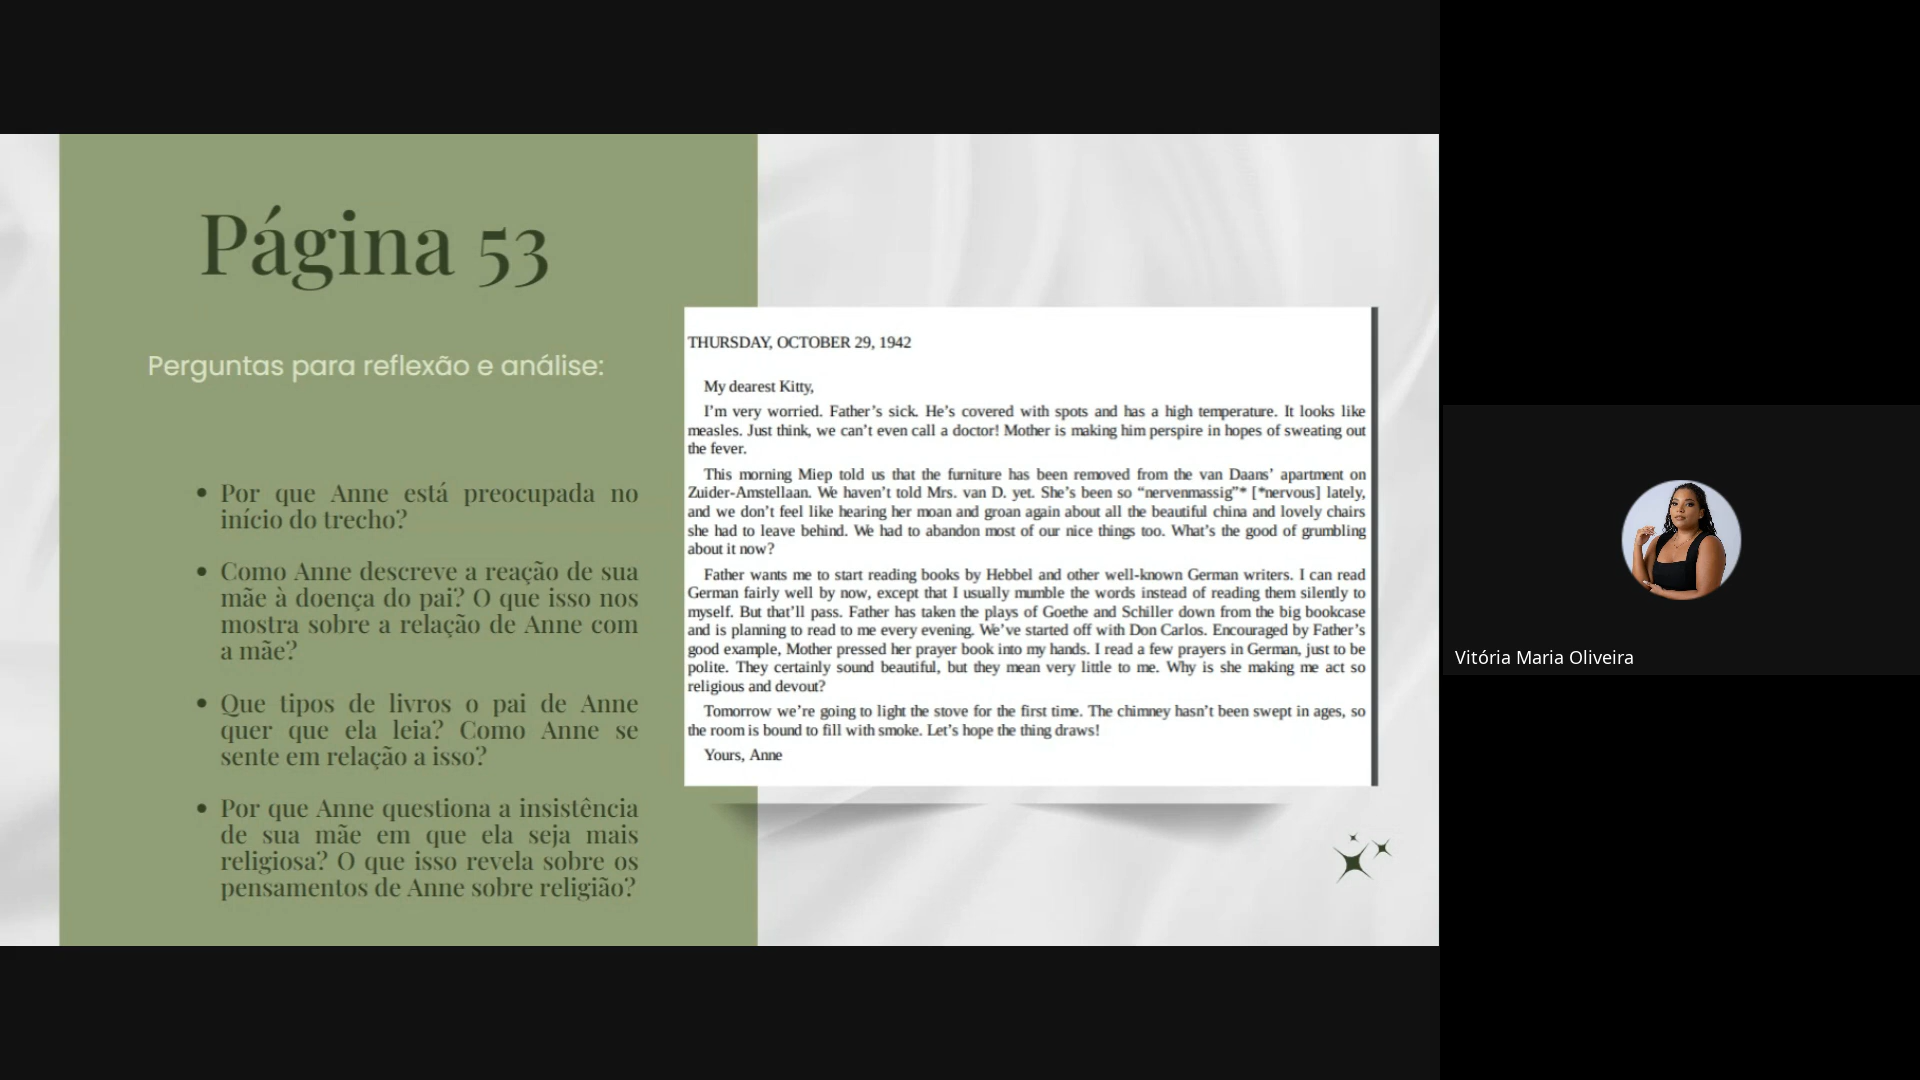 Página 53
Perguntas para reflexão e análise:
• Por que Anne está preocupada no
início do trecho?
• Como Anne descreve a reação de sua
mãe à doença do pai? O que isso nos
mostra sobre a relação de Anne com
a mãe?
• Que tipos de livros o pai de Anne
quer que ela leia? Como Anne se
sente em relação a isso?
• Por que Anne questiona a insistência
de sua mãe em que ela seja mais
religiosa? O que isso revela sobre os
pensamentos de Anne sobre religião?
THURSDAY, OCTOBER 29, 1942
My dearest Kitty,
I’m very worried. Father’s sick. He’s covered with spots and has a high temperature. It looks like
measles. Just think, we can’t even call a doctor! Mother is making him perspire in hopes of sweating out
the fever.
This morning Miep told us that the furniture has been removed from the van Daans’ apartment on
Zuider-Amstellaan. We haven’t told Mrs. van D. yet. She’s been so “nervenmassig”* [*nervous] lately,
and we don’t feel like hearing her moan and groan again about all the beautiful china and lovely chairs
she had to leave behind. We had to abandon most of our nice things too. What’s the good of grumbling
about it now?
Father wants me to start reading books by Hebbel and other well-known German writers. I can read
German fairly well by now, except that I usually mumble the words instead of reading them silently to
myself. But that’ll pass. Father has taken the plays of Goethe and Schiller down from the big bookcase
and is planning to read to me every evening. We’ve started off with Don Carlos. Encouraged by Father’s
good example, Mother pressed her prayer book into my hands. I read a few prayers in German, just to be
polite. They certainly sound beautiful, but they mean very little to me. Why is she making me act so
religious and devout?
Tomorrow we’re going to light the stove for the first time. The chimney hasn’t been swept in ages, so
the room is bound to fill with smoke. Let’s hope the thing draws!
Yours, Anne
Vitória Maria Oliveira